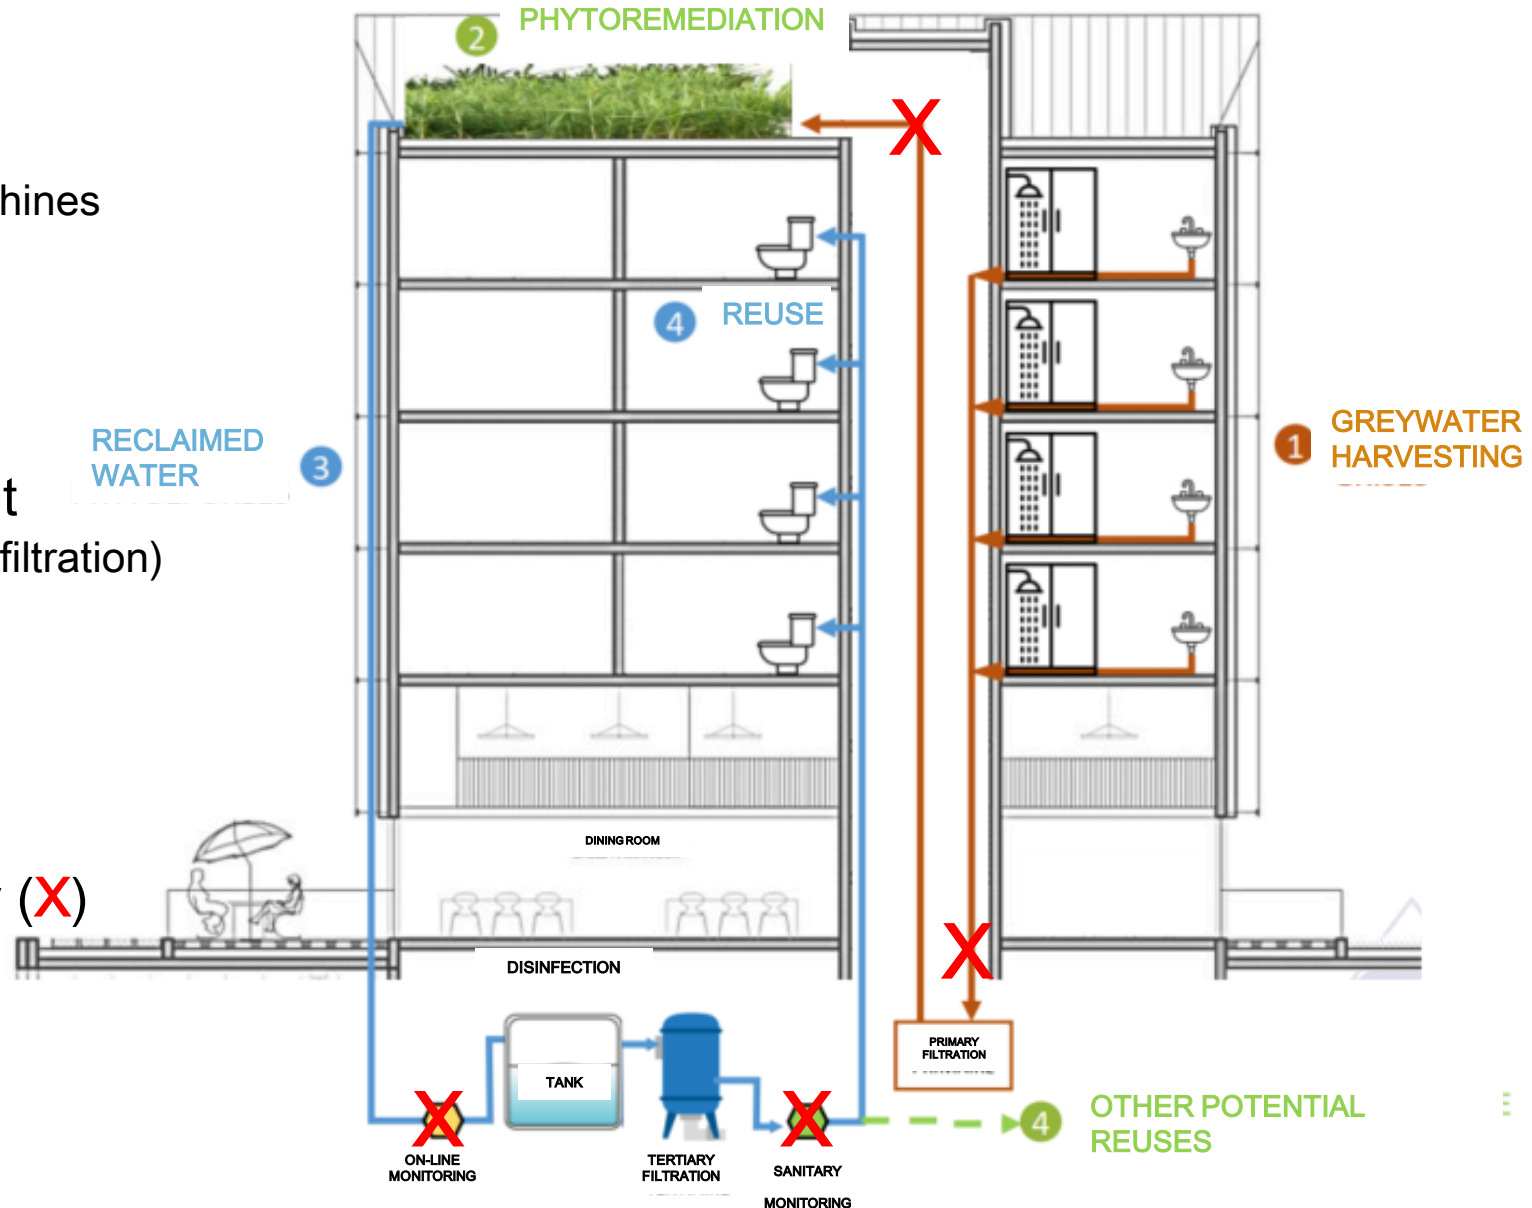 2
PHYTOREMEDIATION
X
hines
4
REUSE
RECLAIMED
WATER
3
1
GREYWATER
HARVESTING
t
filtration)
DINING ROOM
(X)
X
DISINFECTION
TANK
PRIMARY
FILTRATION
X
X
4
OTHER POTENTIAL
REUSES
ON-LINE
MONITORING
TERTIARY
FILTRATION
SANITARY
MONITORING